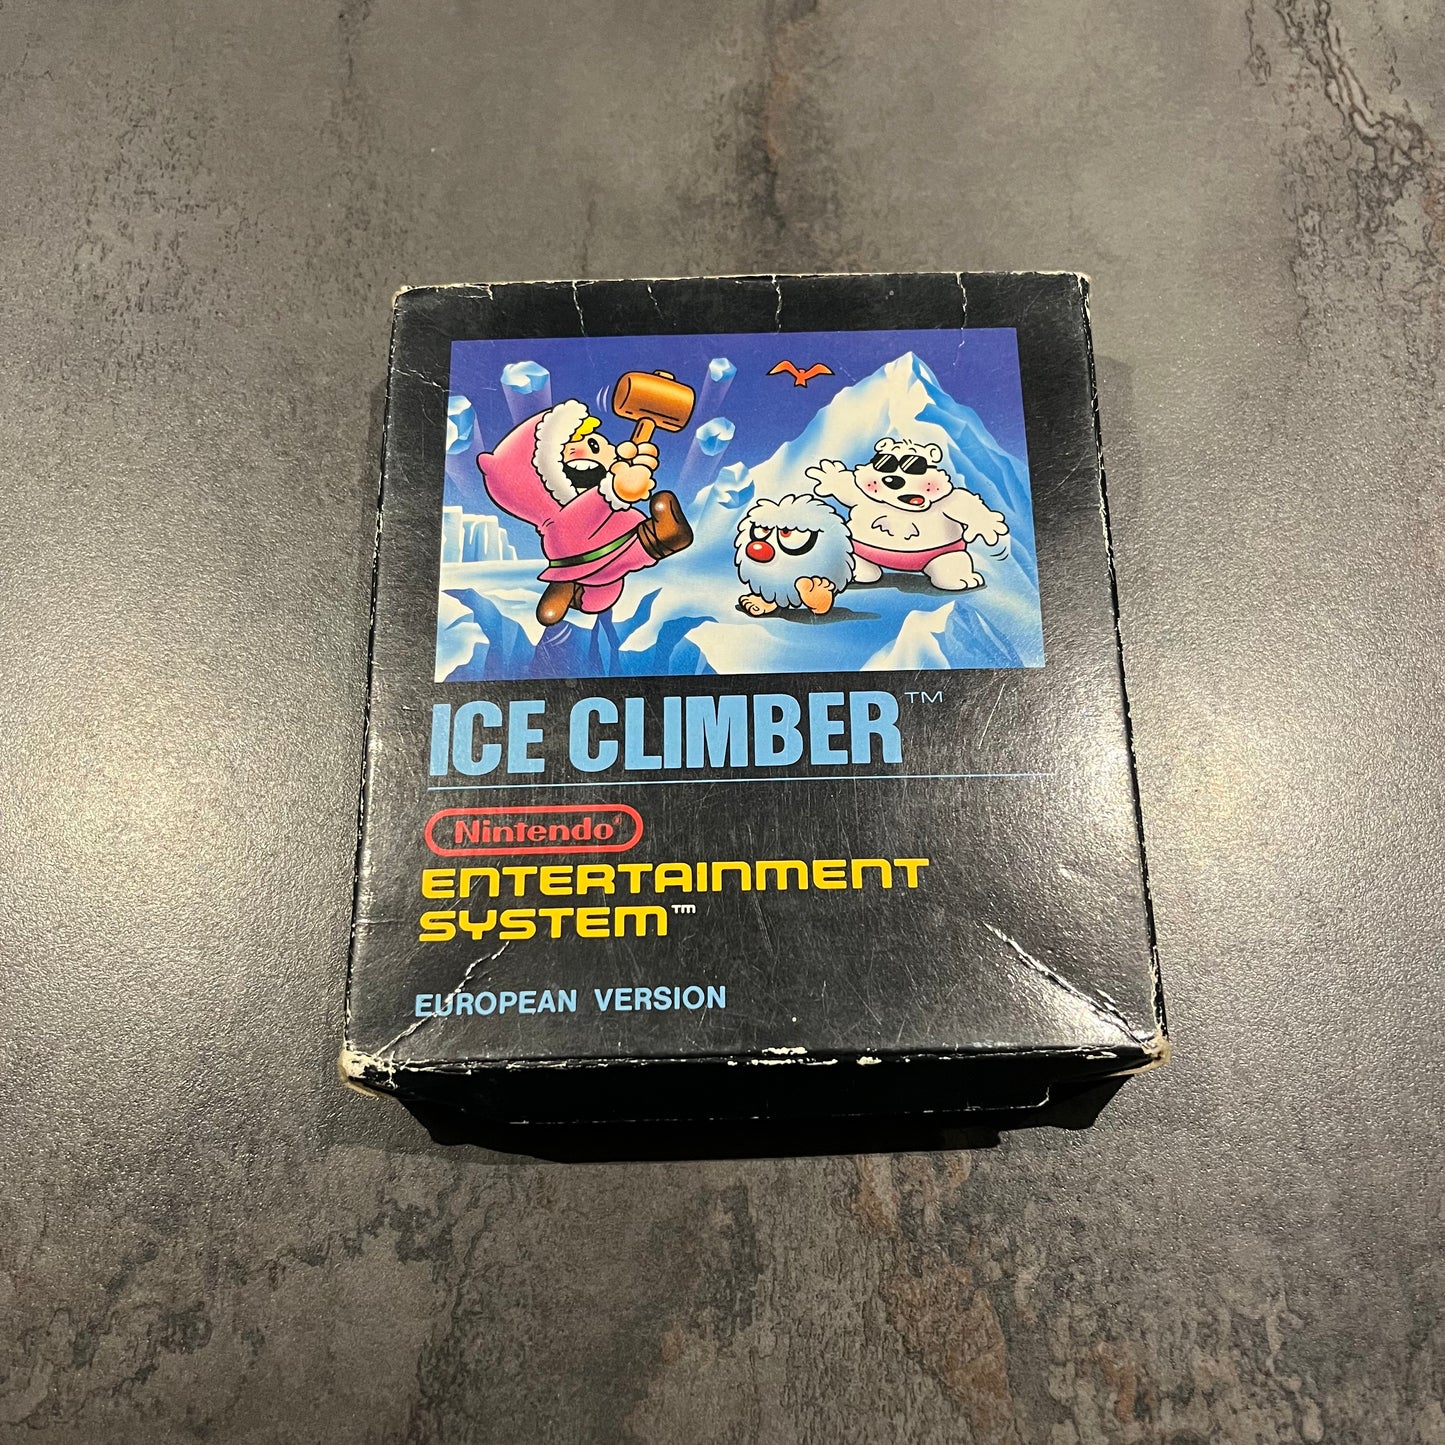 ICE CLIMBER™
Nintendo®
ENTERTAINMENT
SYSTEM™
EUROPEAN VERSION